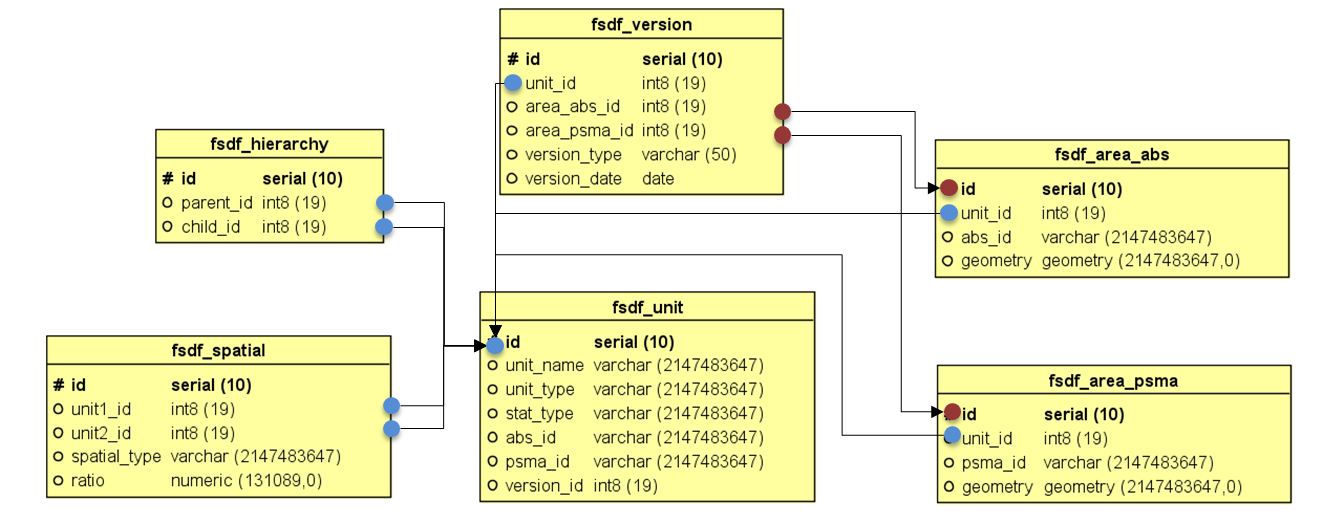 fsdf_version
# id serial (10)
unit_id int8 (19)
area_abs_id int8 (19)
area_psma_id int8 (19)
version_type varchar (50)
version_date date
fsdf_hierarchy
# id serial (10)
parent_id int8 (19)
child_id int8 (19)
fsdf_area_abs
id serial (10)
unit_id int8 (19)
abs_id varchar (2147483647)
geometry geometry (2147483647,0)
fsdf_unit
id serial (10)
unit_name varchar (2147483647)
unit_type varchar (2147483647)
stat_type varchar (2147483647)
abs_id varchar (2147483647)
psma_id varchar (2147483647)
version_id int8 (19)
fsdf_spatial
# id serial (10)
unit1_id int8 (19)
unit2_id int8 (19)
spatial_type varchar (2147483647)
ratio numeric (131089,0)
fsdf_area_psma
id serial (10)
unit_id int8 (19)
psma_id varchar (2147483647)
geometry geometry (2147483647,0)